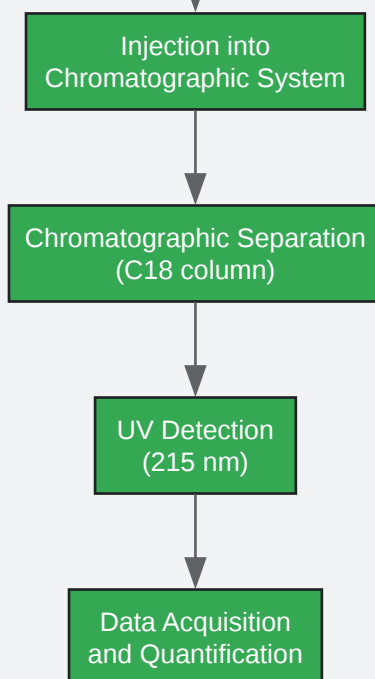 Injection into
Chromatographic System
Chromatographic Separation
(C18 column)
UV Detection
(215 nm)
Data Acquisition
and Quantification